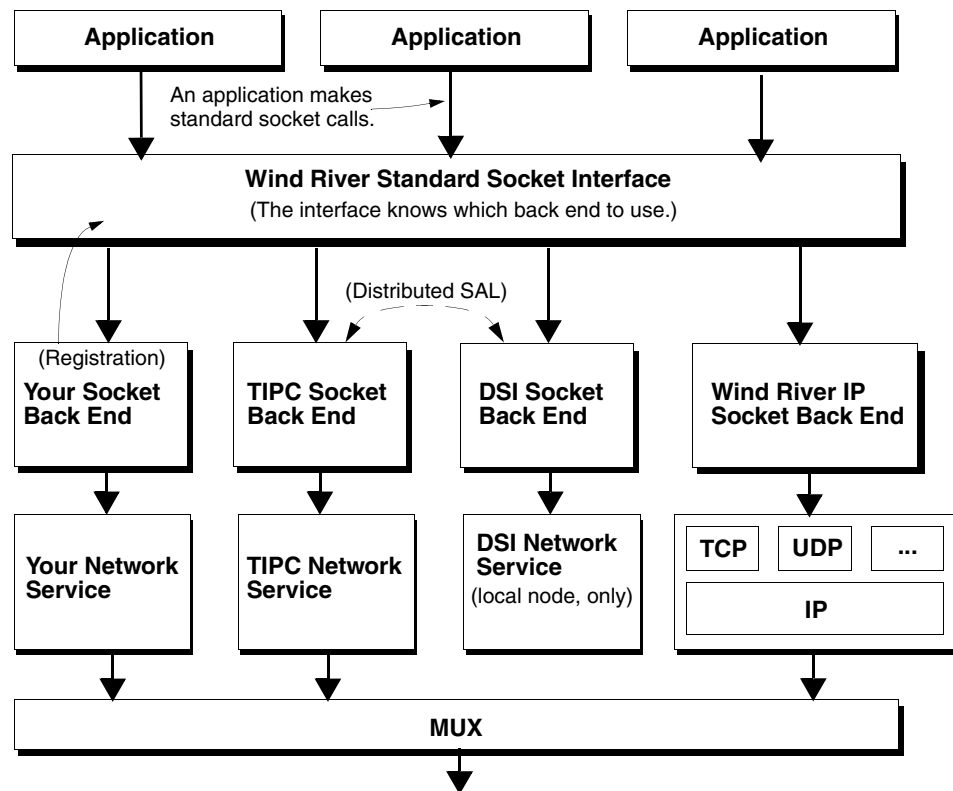 Application
Application
Application
An application makes
standard socket calls.
Wind River Standard Socket Interface
(The interface knows which back end to use.)
(Distributed SAL)
(Registration)
Your Socket
Back End
TIPC Socket
Back End
DSI Socket
Back End
Wind River IP
Socket Back End
Your Network
Service
TIPC Network
Service
DSI Network
Service
(local node, only)
TCP
UDP
...
IP
MUX